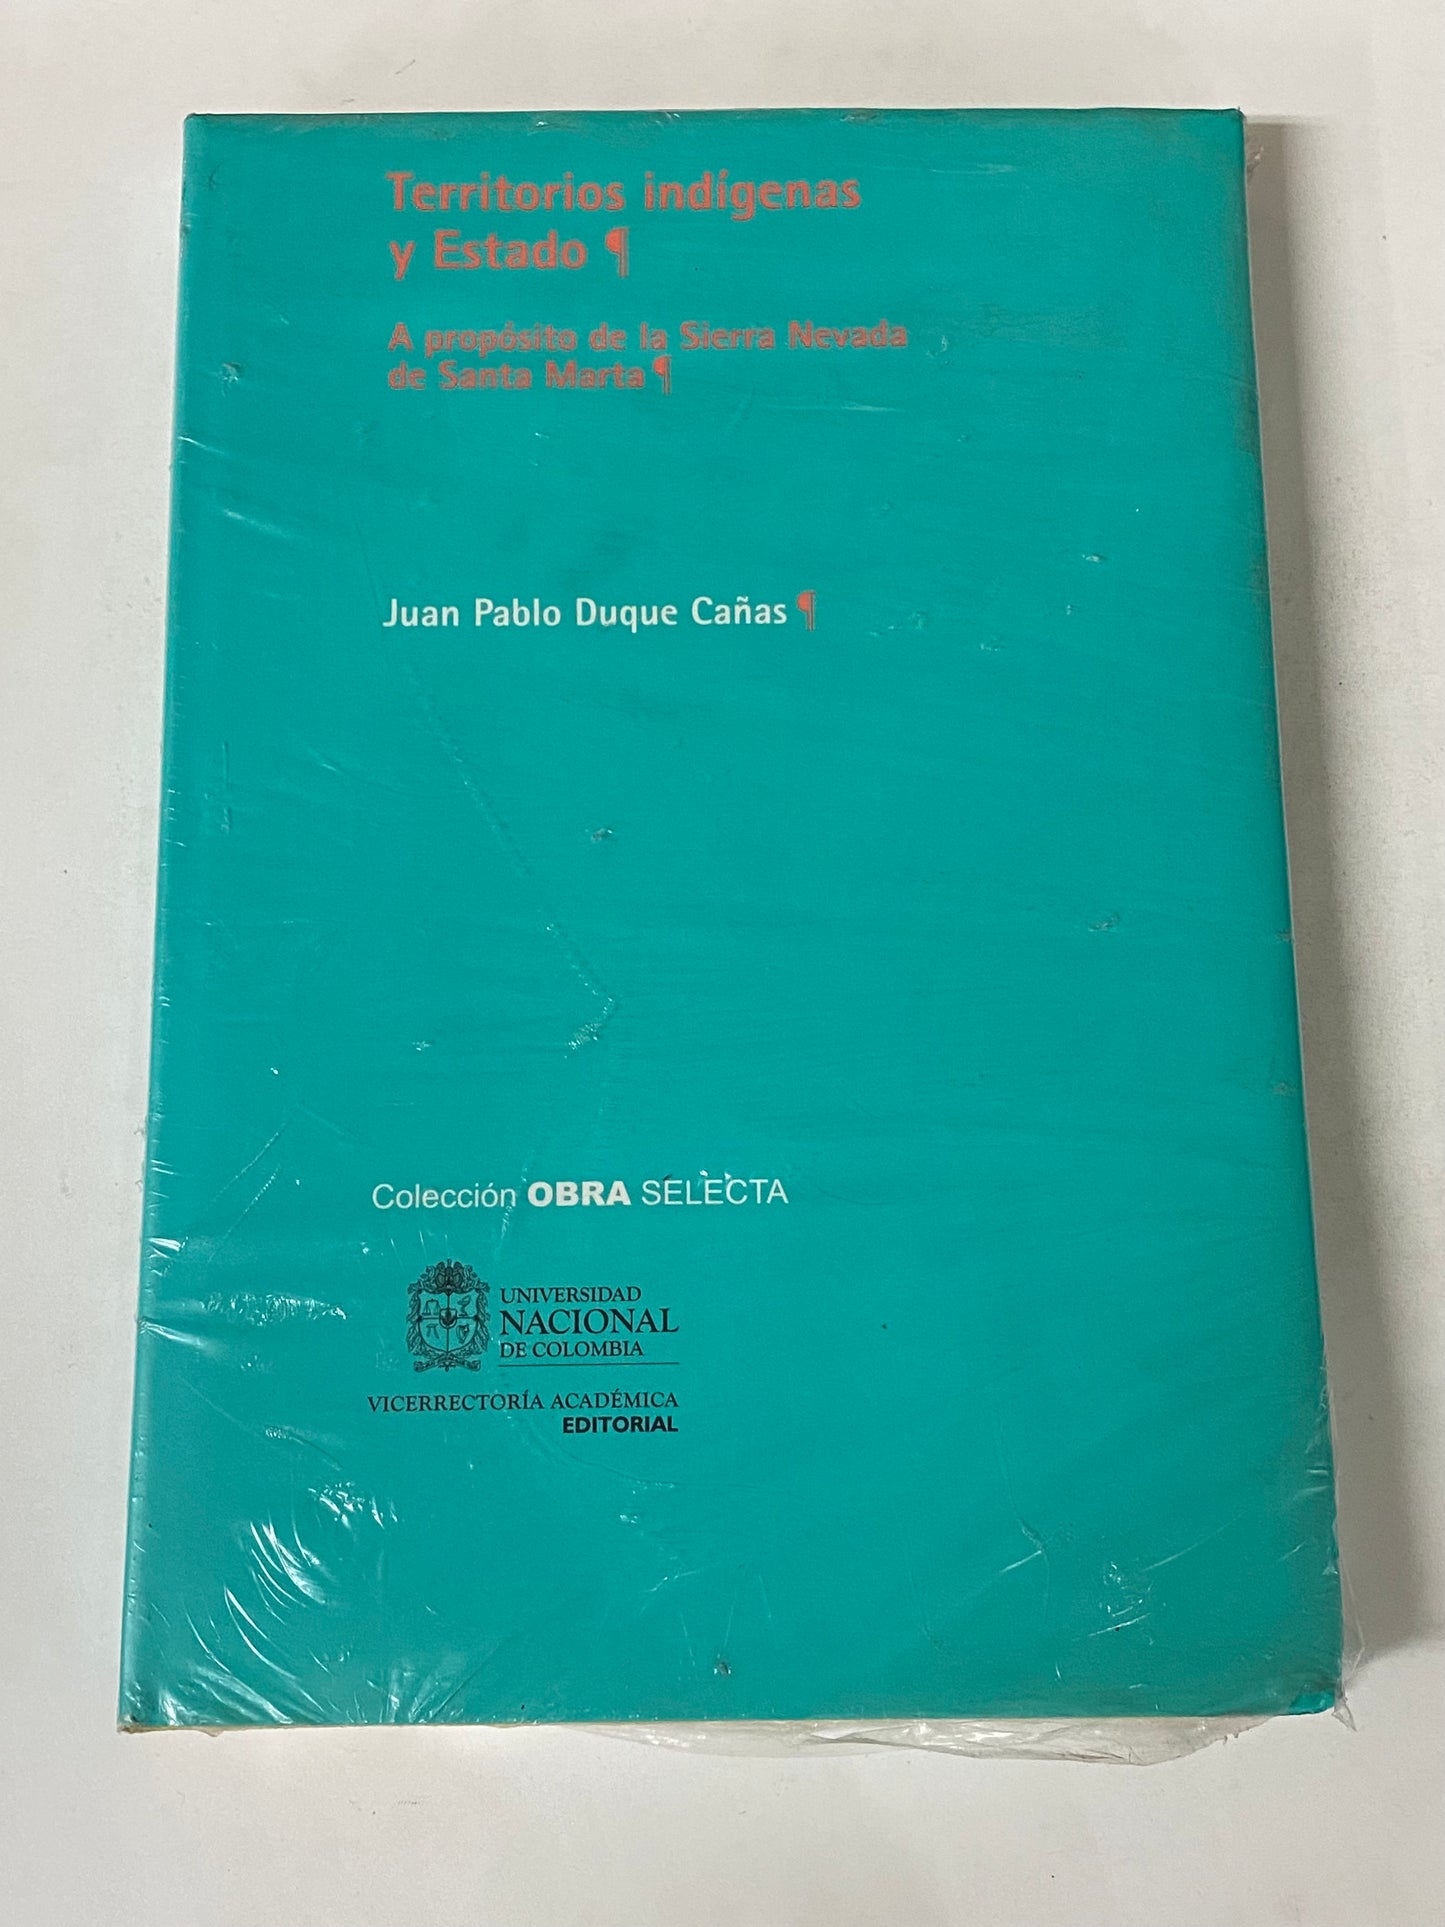 Territorios indígenas
y Estado ¶
A propósito de la Sierra Nevada
de Santa Marta ¶
Juan Pablo Duque Cañas ¶
Colección OBRA SELECTA
UNIVERSIDAD
NACIONAL
DE COLOMBIA
VICERRECTORÍA ACADÉMICA
EDITORIAL